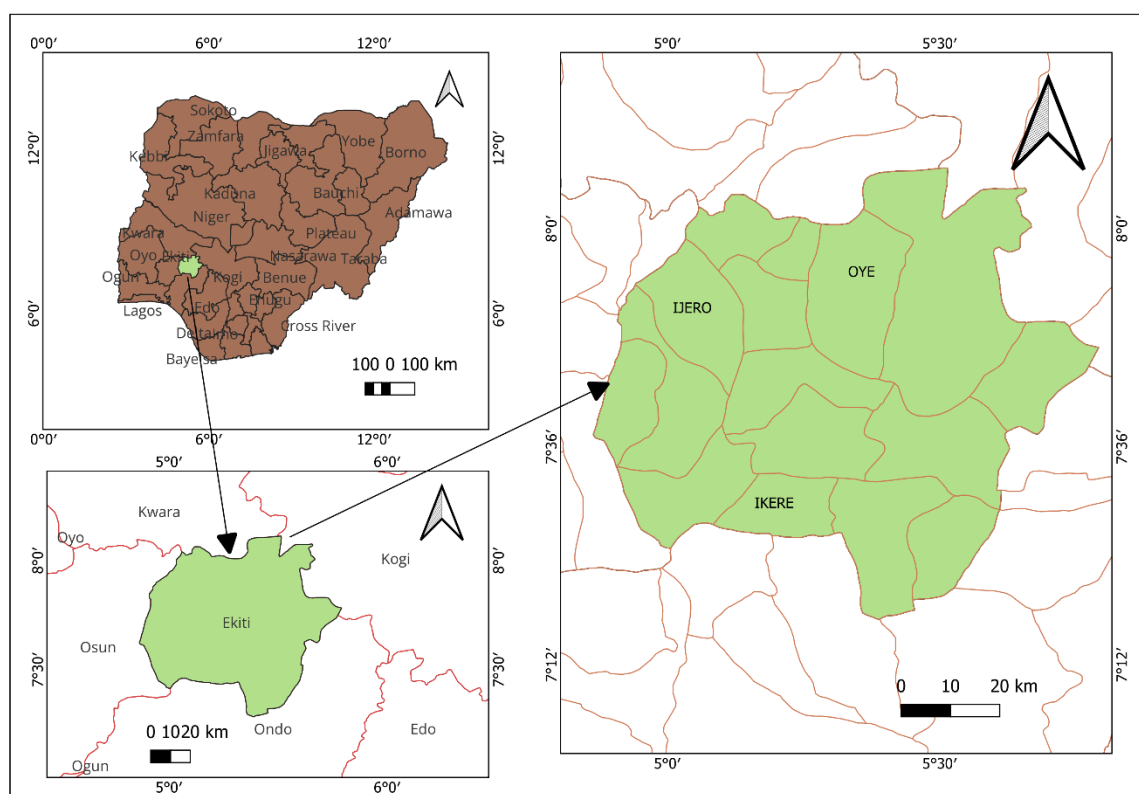 0°0′ 6°0′ 12°0′
12°0′ 12°0′
6°0′ 6°0′
Sokoto
Zamfara
Yobe
Kebbi
Jigawa
Borno
Kaduna
Bauchi
Niger
Adamawa
Kwara
Plateau
Oyo Ekiti
Nasarawa Taraba
Ogun
Kogi
Benue
Edo
Lagos
Cross River
Bayelsa
100 0 100 km
0°0′ 6°0′ 12°0′
5°0′ 6°0′
8°0′ 8°0′
7°30′ 7°30′
Kwara
Oyo
Kogi
Ekiti
Osun
Ondo
Edo
0 1020 km
Ogun
5°0′ 6°0′
5°0′ 5°30′
8°0′ 8°0′
7°36′ 7°36′
7°12′ 7°12′
OYE
IJERO
IKERE
0 10 20 km
5°0′ 5°30′